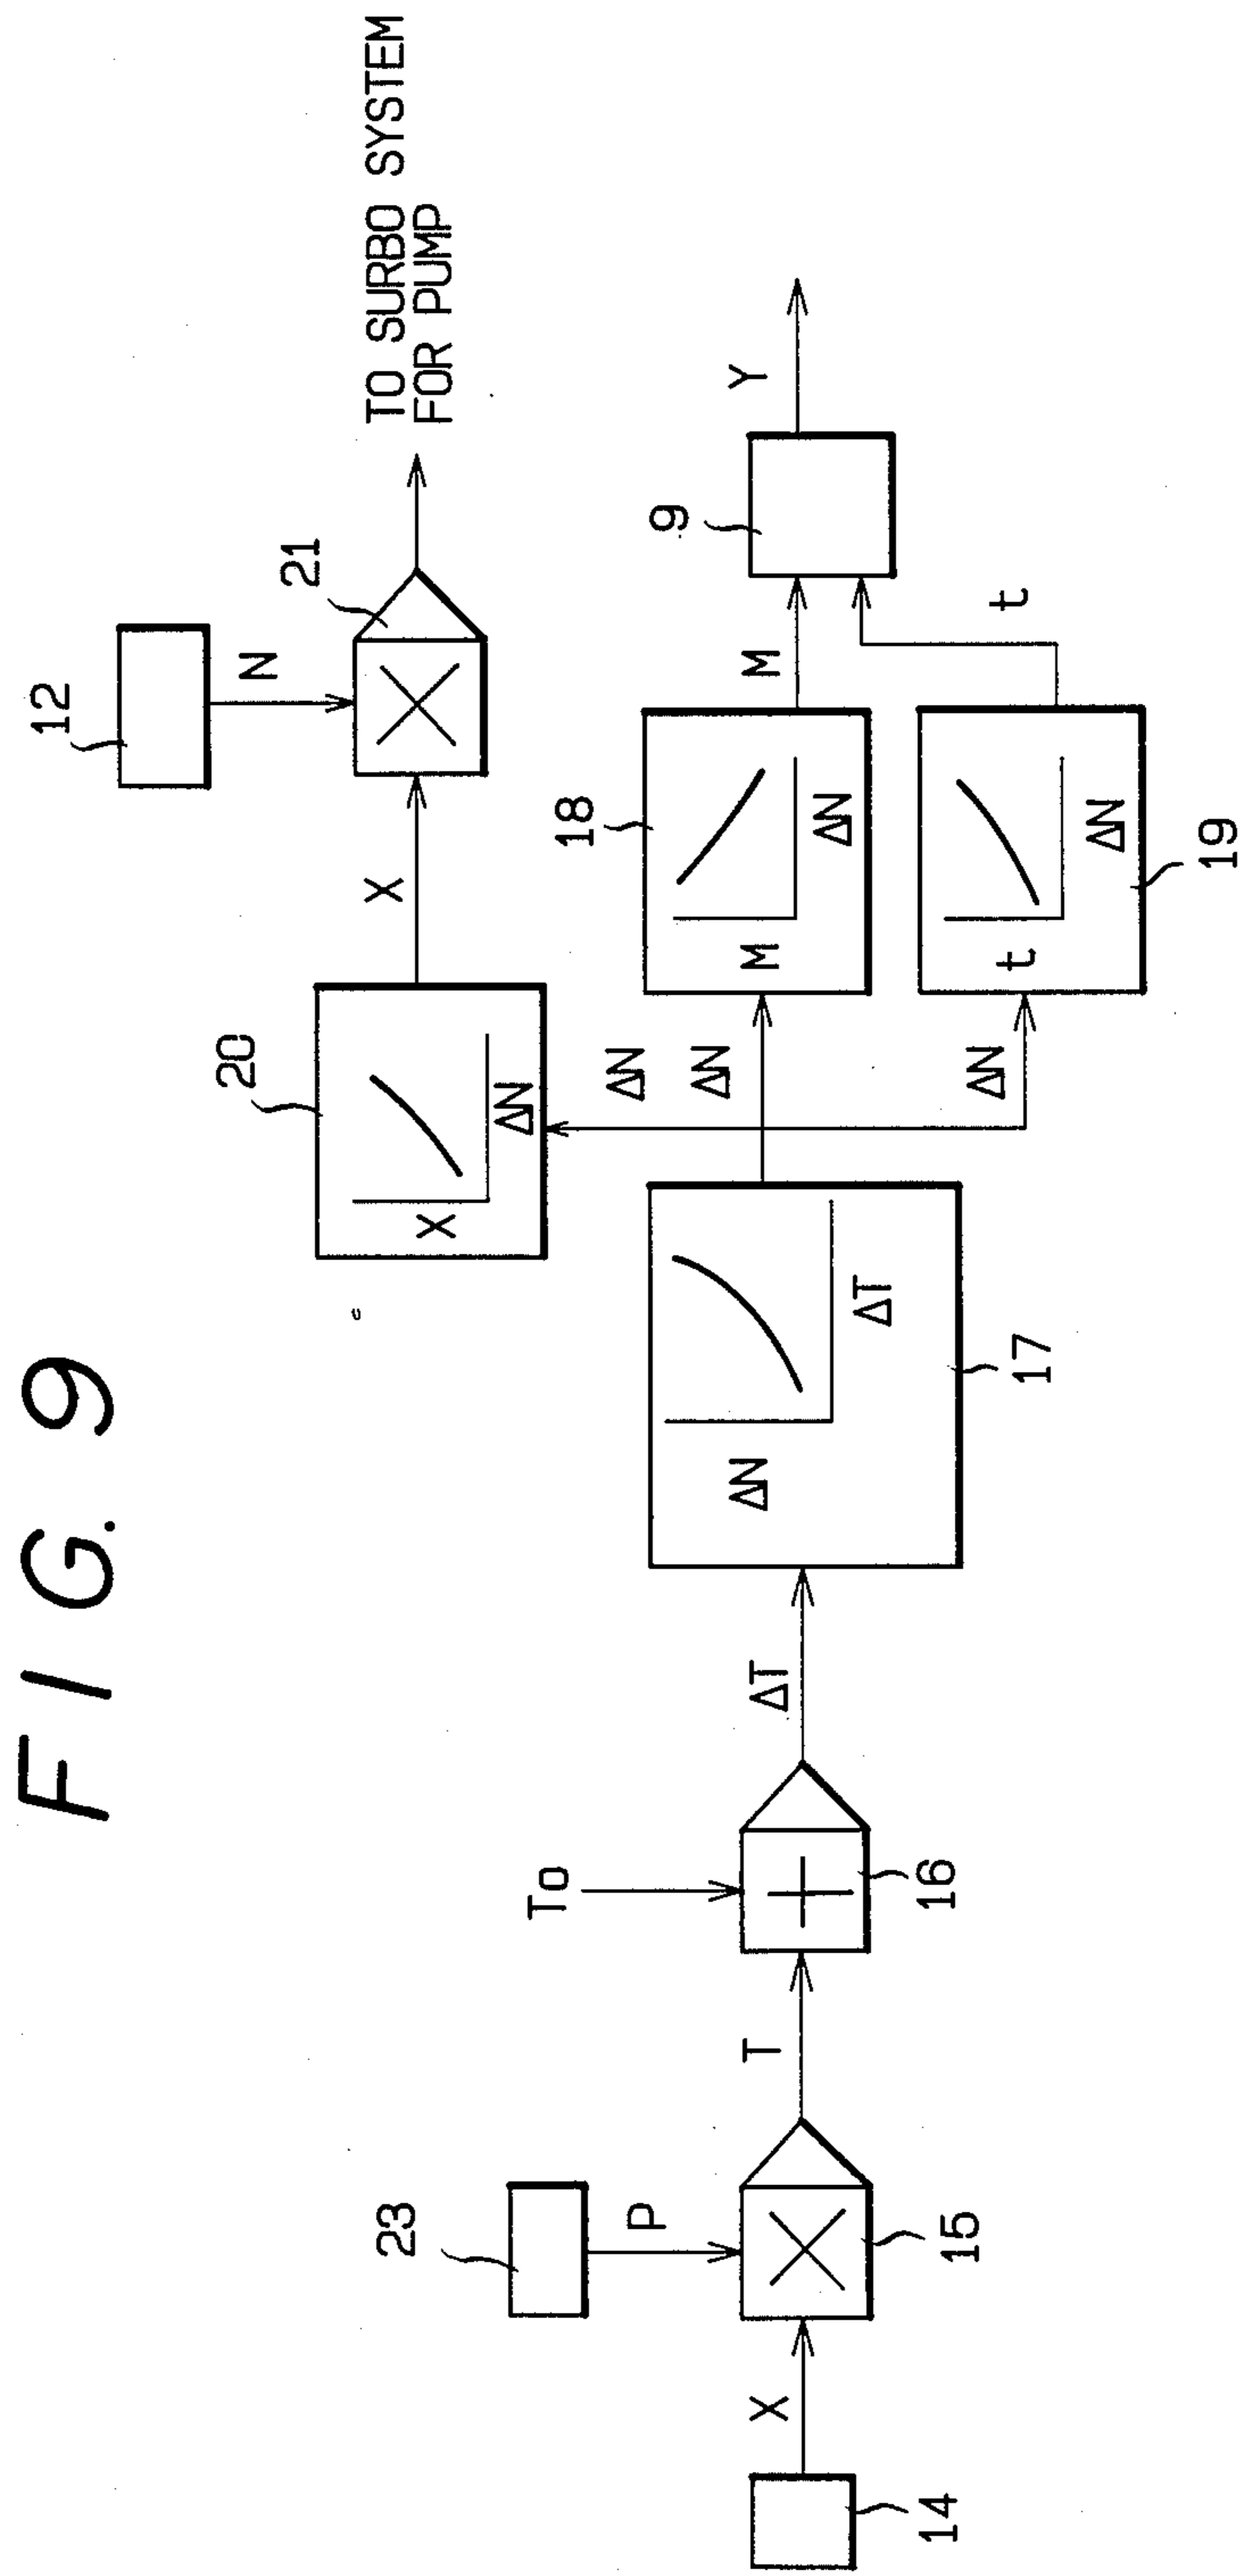 FIG. 9
12
N
21
TO SURBO SYSTEM
FOR PUMP
20
X
X
ΔN
ΔN
ΔN
ΔN
18
M
ΔN
M
9
Y
19
t
ΔN
t
17
ΔN
ΔT
ΔT
To
16
T
23
P
15
X
14